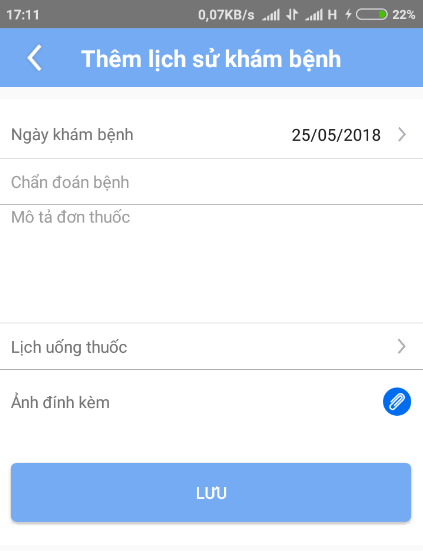 17:11 0,07KB/s H 22%
Thêm lịch sử khám bệnh
Ngày khám bệnh 25/05/2018
Chẩn đoán bệnh
Mô tả đơn thuốc
Lịch uống thuốc
Ảnh đính kèm
LƯU